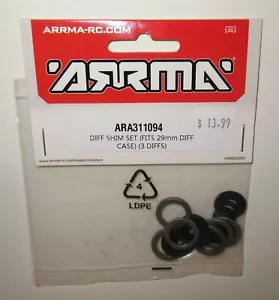 ARRMA-RC.COM
ARRMA
ARA311094
$ 13.99
DIFF SHIM SET (FITS 29mm DIFF
CASE) (3 DIFFS)
4
LDPE